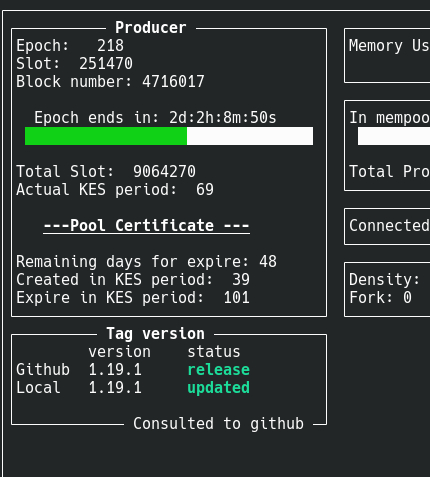 Producer
Epoch: 218
Slot: 251470
Block number: 4716017
Epoch ends in: 2d:2h:8m:50s
Total Slot: 9064270
Actual KES period: 69
---Pool Certificate ---
Remaining days for expire: 48
Created in KES period: 39
Expire in KES period: 101
Tag version
version status
Github 1.19.1 release
Local 1.19.1 updated
Consulted to github
Memory Us
In mempoo
Total Pro
Connected
Density:
Fork: 0